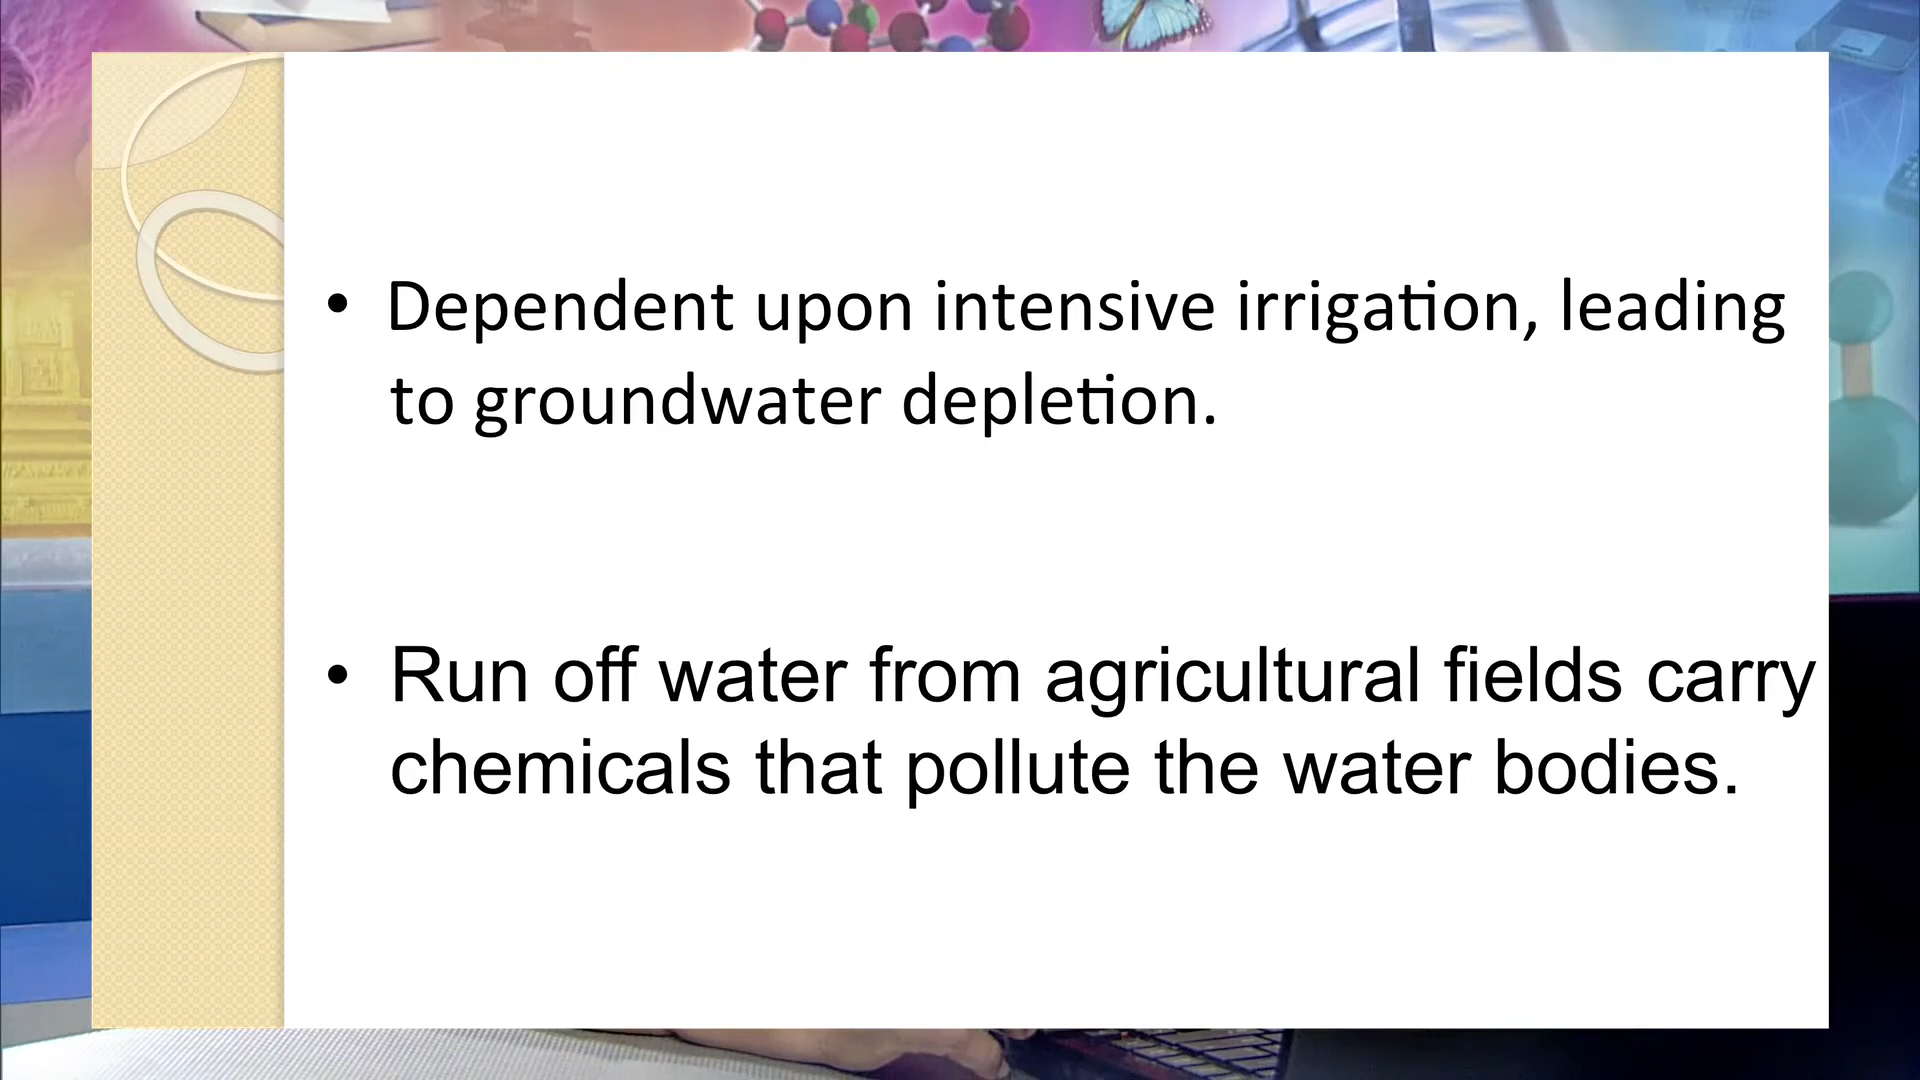 • Dependent upon intensive irrigation, leading
to groundwater depletion.
• Run off water from agricultural fields carry
chemicals that pollute the water bodies.